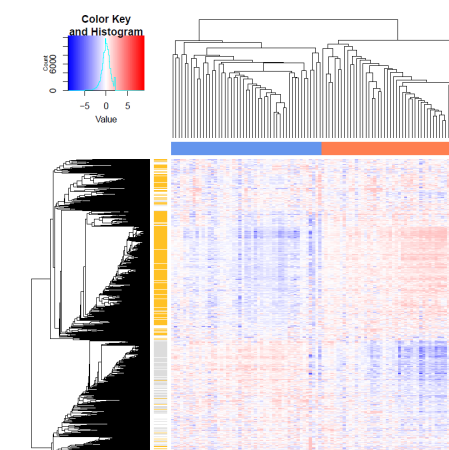 Color Key
and Histogram
Count
0 6000
−5 0 5
Value